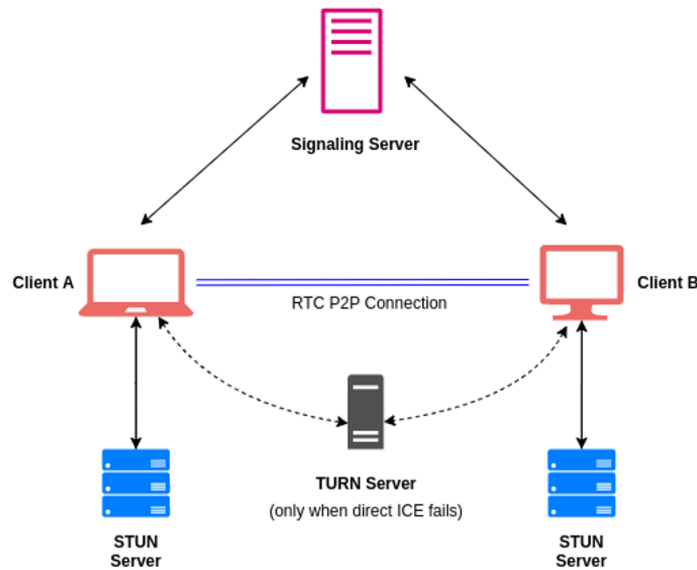 Signaling Server
Client A
Client B
RTC P2P Connection
TURN Server
(only when direct ICE fails)
STUN
Server
STUN
Server